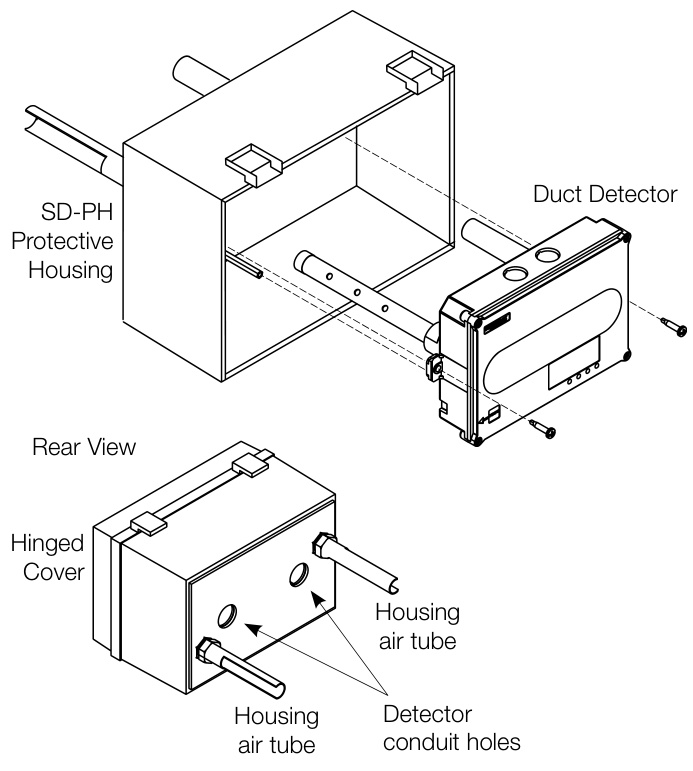 Duct Detector
SD-PH
Protective
Housing
Rear View
Hinged
Cover
Housing
air tube
Housing
air tube
Detector
conduit holes